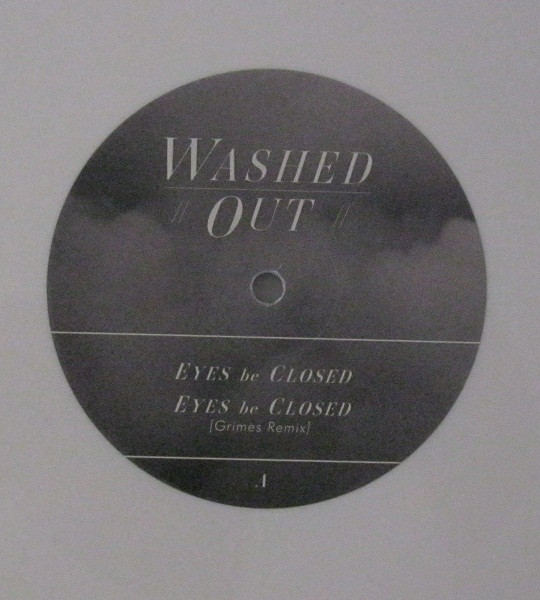 WASHED
// OUT //
EYES be CLOSED
EYES be CLOSED
[Grimes Remix]
A